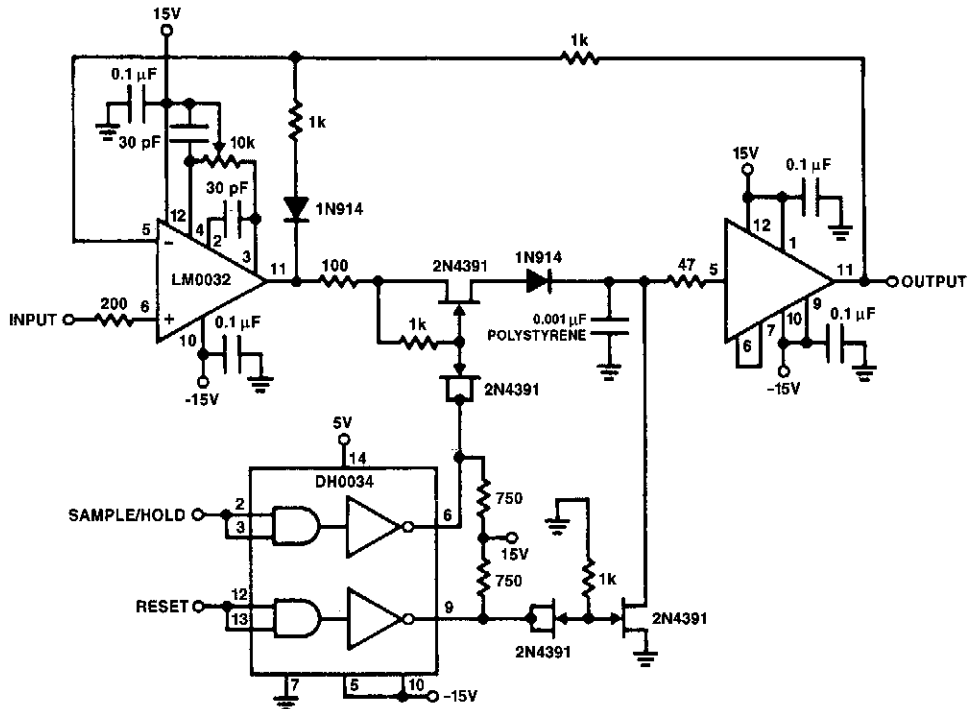 15V
1k
0.1 μF
30 pF
10k
1k
30 pF
1N914
15V
0.1 μF
12
4
2
3
5
−
LM0032
11
100
2N4391
1N914
47
5
12
1
11
OUTPUT
INPUT
200
6
+
10
0.1 μF
-15V
1k
0.001 μF
POLYSTYRENE
6
7
10
9
0.1 μF
-15V
2N4391
5V
14
DH0034
SAMPLE/HOLD
2
3
6
750
15V
750
1k
RESET
12
13
9
2N4391
2N4391
7
5
10
-15V